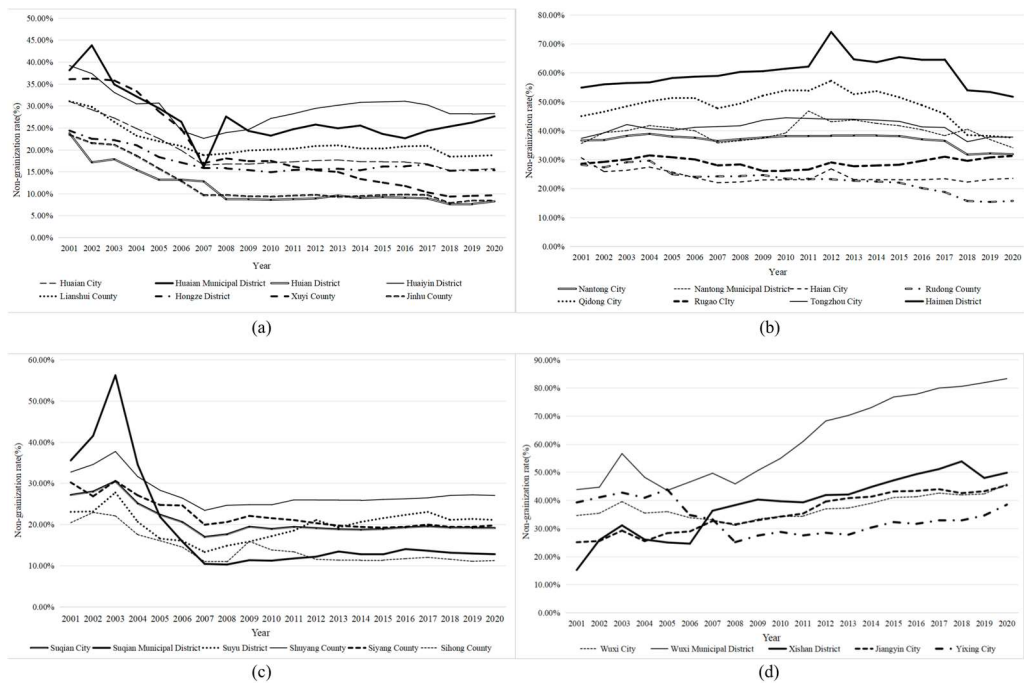 50.00%
45.00%
40.00%
35.00%
30.00%
25.00%
20.00%
15.00%
10.00%
5.00%
0.00%
Non-grainization rate(%)
2001 2002 2003 2004 2005 2006 2007 2008 2009 2010 2011 2012 2013 2014 2015 2016 2017 2018 2019 2020
Year
Huaian City Huaian Municipal District Huian District Huaiyin District
Lianshui County Hongze District Xuyi County Jinhu County
(a)
80.00%
70.00%
60.00%
50.00%
40.00%
30.00%
20.00%
10.00%
0.00%
Non-grainization rate(%)
2001 2002 2003 2004 2005 2006 2007 2008 2009 2010 2011 2012 2013 2014 2015 2016 2017 2018 2019 2020
Year
Nantong City Nantong Municipal District Haian City Rudong County
Qidong City Rugao CIty Tongzhou City Haimen District
(b)
60.00%
50.00%
40.00%
30.00%
20.00%
10.00%
0.00%
Non-grainization rate(%)
2001 2002 2003 2004 2005 2006 2007 2008 2009 2010 2011 2012 2013 2014 2015 2016 2017 2018 2019 2020
Year
Suqian City Suqian Municipal District Suyu District Shuyang County Siyang County Sihong County
(c)
90.00%
80.00%
70.00%
60.00%
50.00%
40.00%
30.00%
20.00%
10.00%
0.00%
Non-grainization rate(%)
2001 2002 2003 2004 2005 2006 2007 2008 2009 2010 2011 2012 2013 2014 2015 2016 2017 2018 2019 2020
Year
Wuxi City Wuxi Municipal District Xishan District Jiangyin City Yixing City
(d)